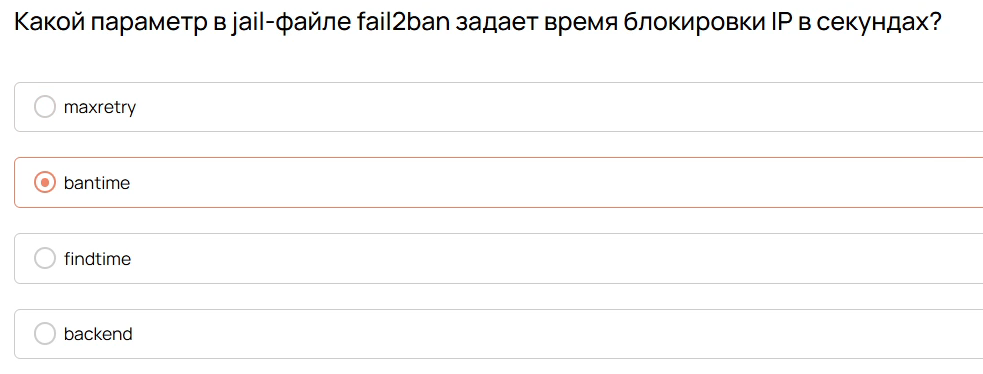 Какой параметр в jail-файле fail2ban задает время блокировки IP в секундах?
maxretry
bantime
findtime
backend